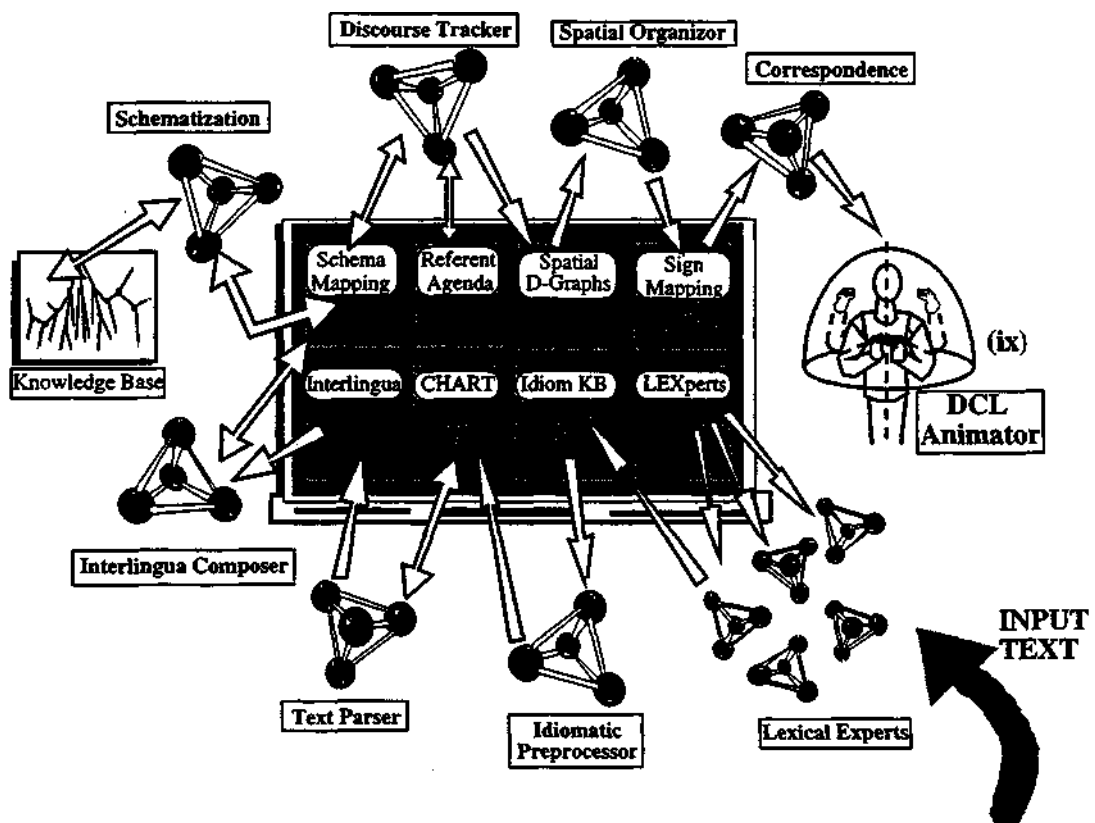 Discourse Tracker
Spatial Organizor
Correspondence
Schematization
Schema
Mapping
Referent
Agenda
Spatial
D-Graphs
Sign
Mapping
Knowledge Base
(ix)
Interlingua
CHART
Idiom KB
LEXperts
DCL
Animator
Interlingua Composer
INPUT
TEXT
Text Parser
Idiomatic
Preprocessor
Lexical Experts